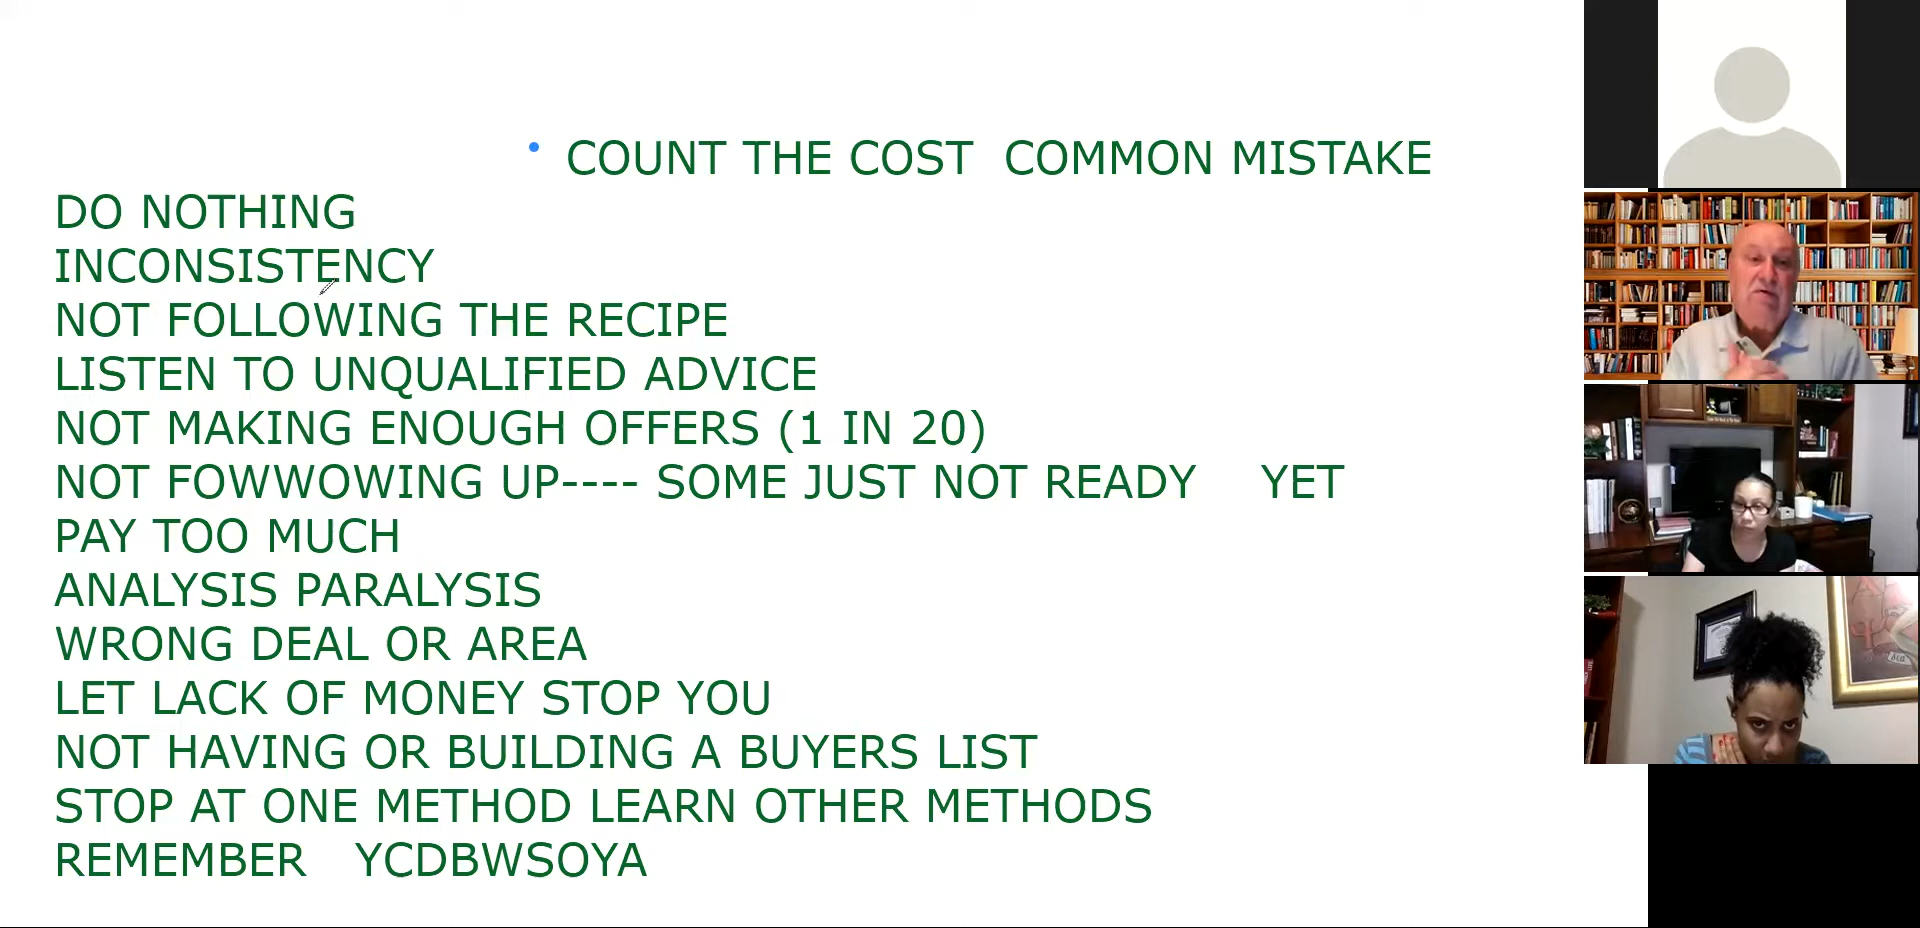 • COUNT THE COST  COMMON MISTAKE
DO NOTHING
INCONSISTENCY
NOT FOLLOWING THE RECIPE
LISTEN TO UNQUALIFIED ADVICE
NOT MAKING ENOUGH OFFERS (1 IN 20)
NOT FOWWOWING UP---- SOME JUST NOT READY    YET
PAY TOO MUCH
ANALYSIS PARALYSIS
WRONG DEAL OR AREA
LET LACK OF MONEY STOP YOU
NOT HAVING OR BUILDING A BUYERS LIST
STOP AT ONE METHOD LEARN OTHER METHODS
REMEMBER   YCDBWSOYA